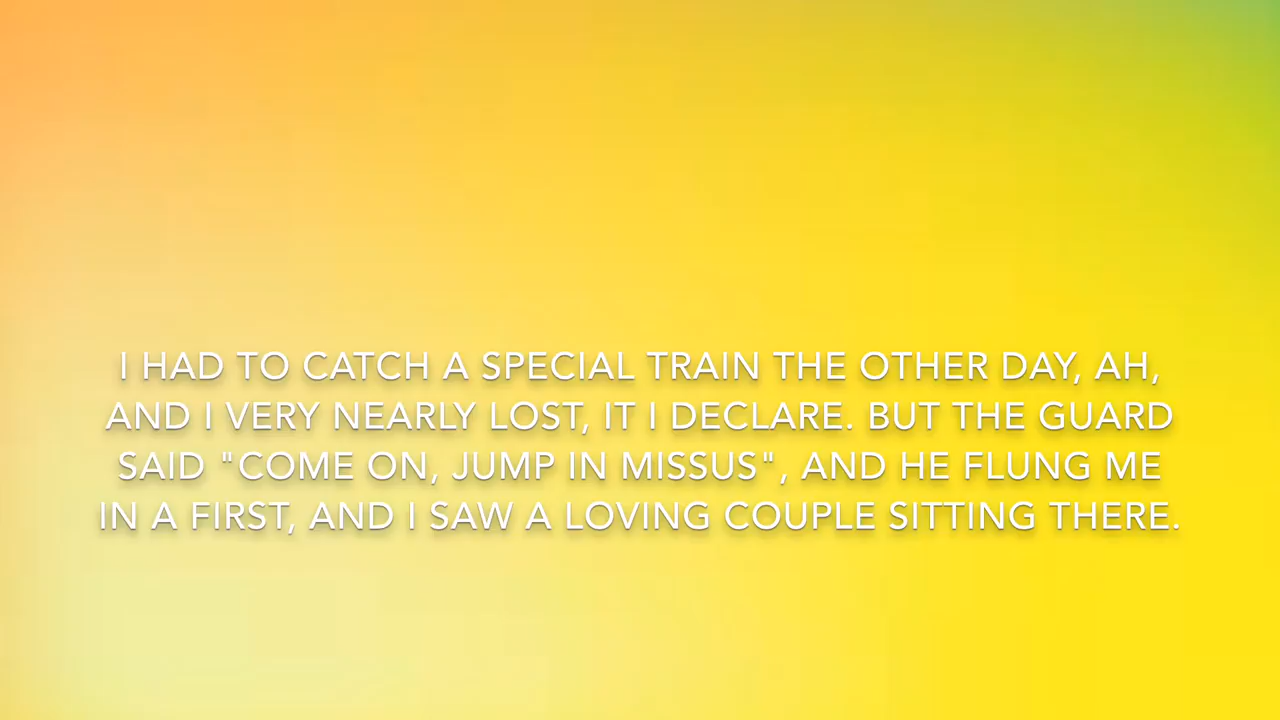 I HAD TO CATCH A SPECIAL TRAIN THE OTHER DAY, AH,
AND I VERY NEARLY LOST, IT I DECLARE. BUT THE GUARD
SAID "COME ON, JUMP IN MISSUS", AND HE FLUNG ME
IN A FIRST, AND I SAW A LOVING COUPLE SITTING THERE.